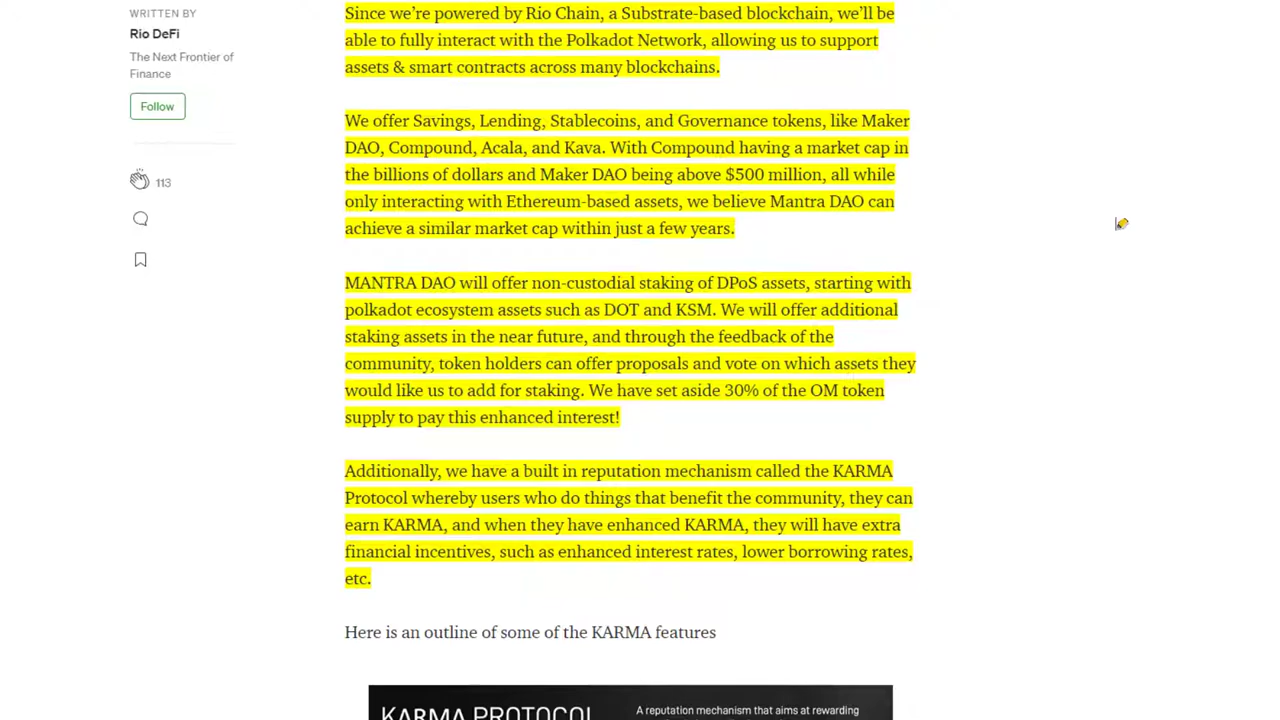 WRITTEN BY
Rio DeFi
The Next Frontier of
Finance
Follow
113
Since we’re powered by Rio Chain, a Substrate-based blockchain, we’ll be
able to fully interact with the Polkadot Network, allowing us to support
assets & smart contracts across many blockchains.
We offer Savings, Lending, Stablecoins, and Governance tokens, like Maker
DAO, Compound, Acala, and Kava. With Compound having a market cap in
the billions of dollars and Maker DAO being above $500 million, all while
only interacting with Ethereum-based assets, we believe Mantra DAO can
achieve a similar market cap within just a few years.
MANTRA DAO will offer non-custodial staking of DPoS assets, starting with
polkadot ecosystem assets such as DOT and KSM. We will offer additional
staking assets in the near future, and through the feedback of the
community, token holders can offer proposals and vote on which assets they
would like us to add for staking. We have set aside 30% of the OM token
supply to pay this enhanced interest!
Additionally, we have a built in reputation mechanism called the KARMA
Protocol whereby users who do things that benefit the community, they can
earn KARMA, and when they have enhanced KARMA, they will have extra
financial incentives, such as enhanced interest rates, lower borrowing rates,
etc.
Here is an outline of some of the KARMA features
KARMA PROTOCOL
A reputation mechanism that aims at rewarding